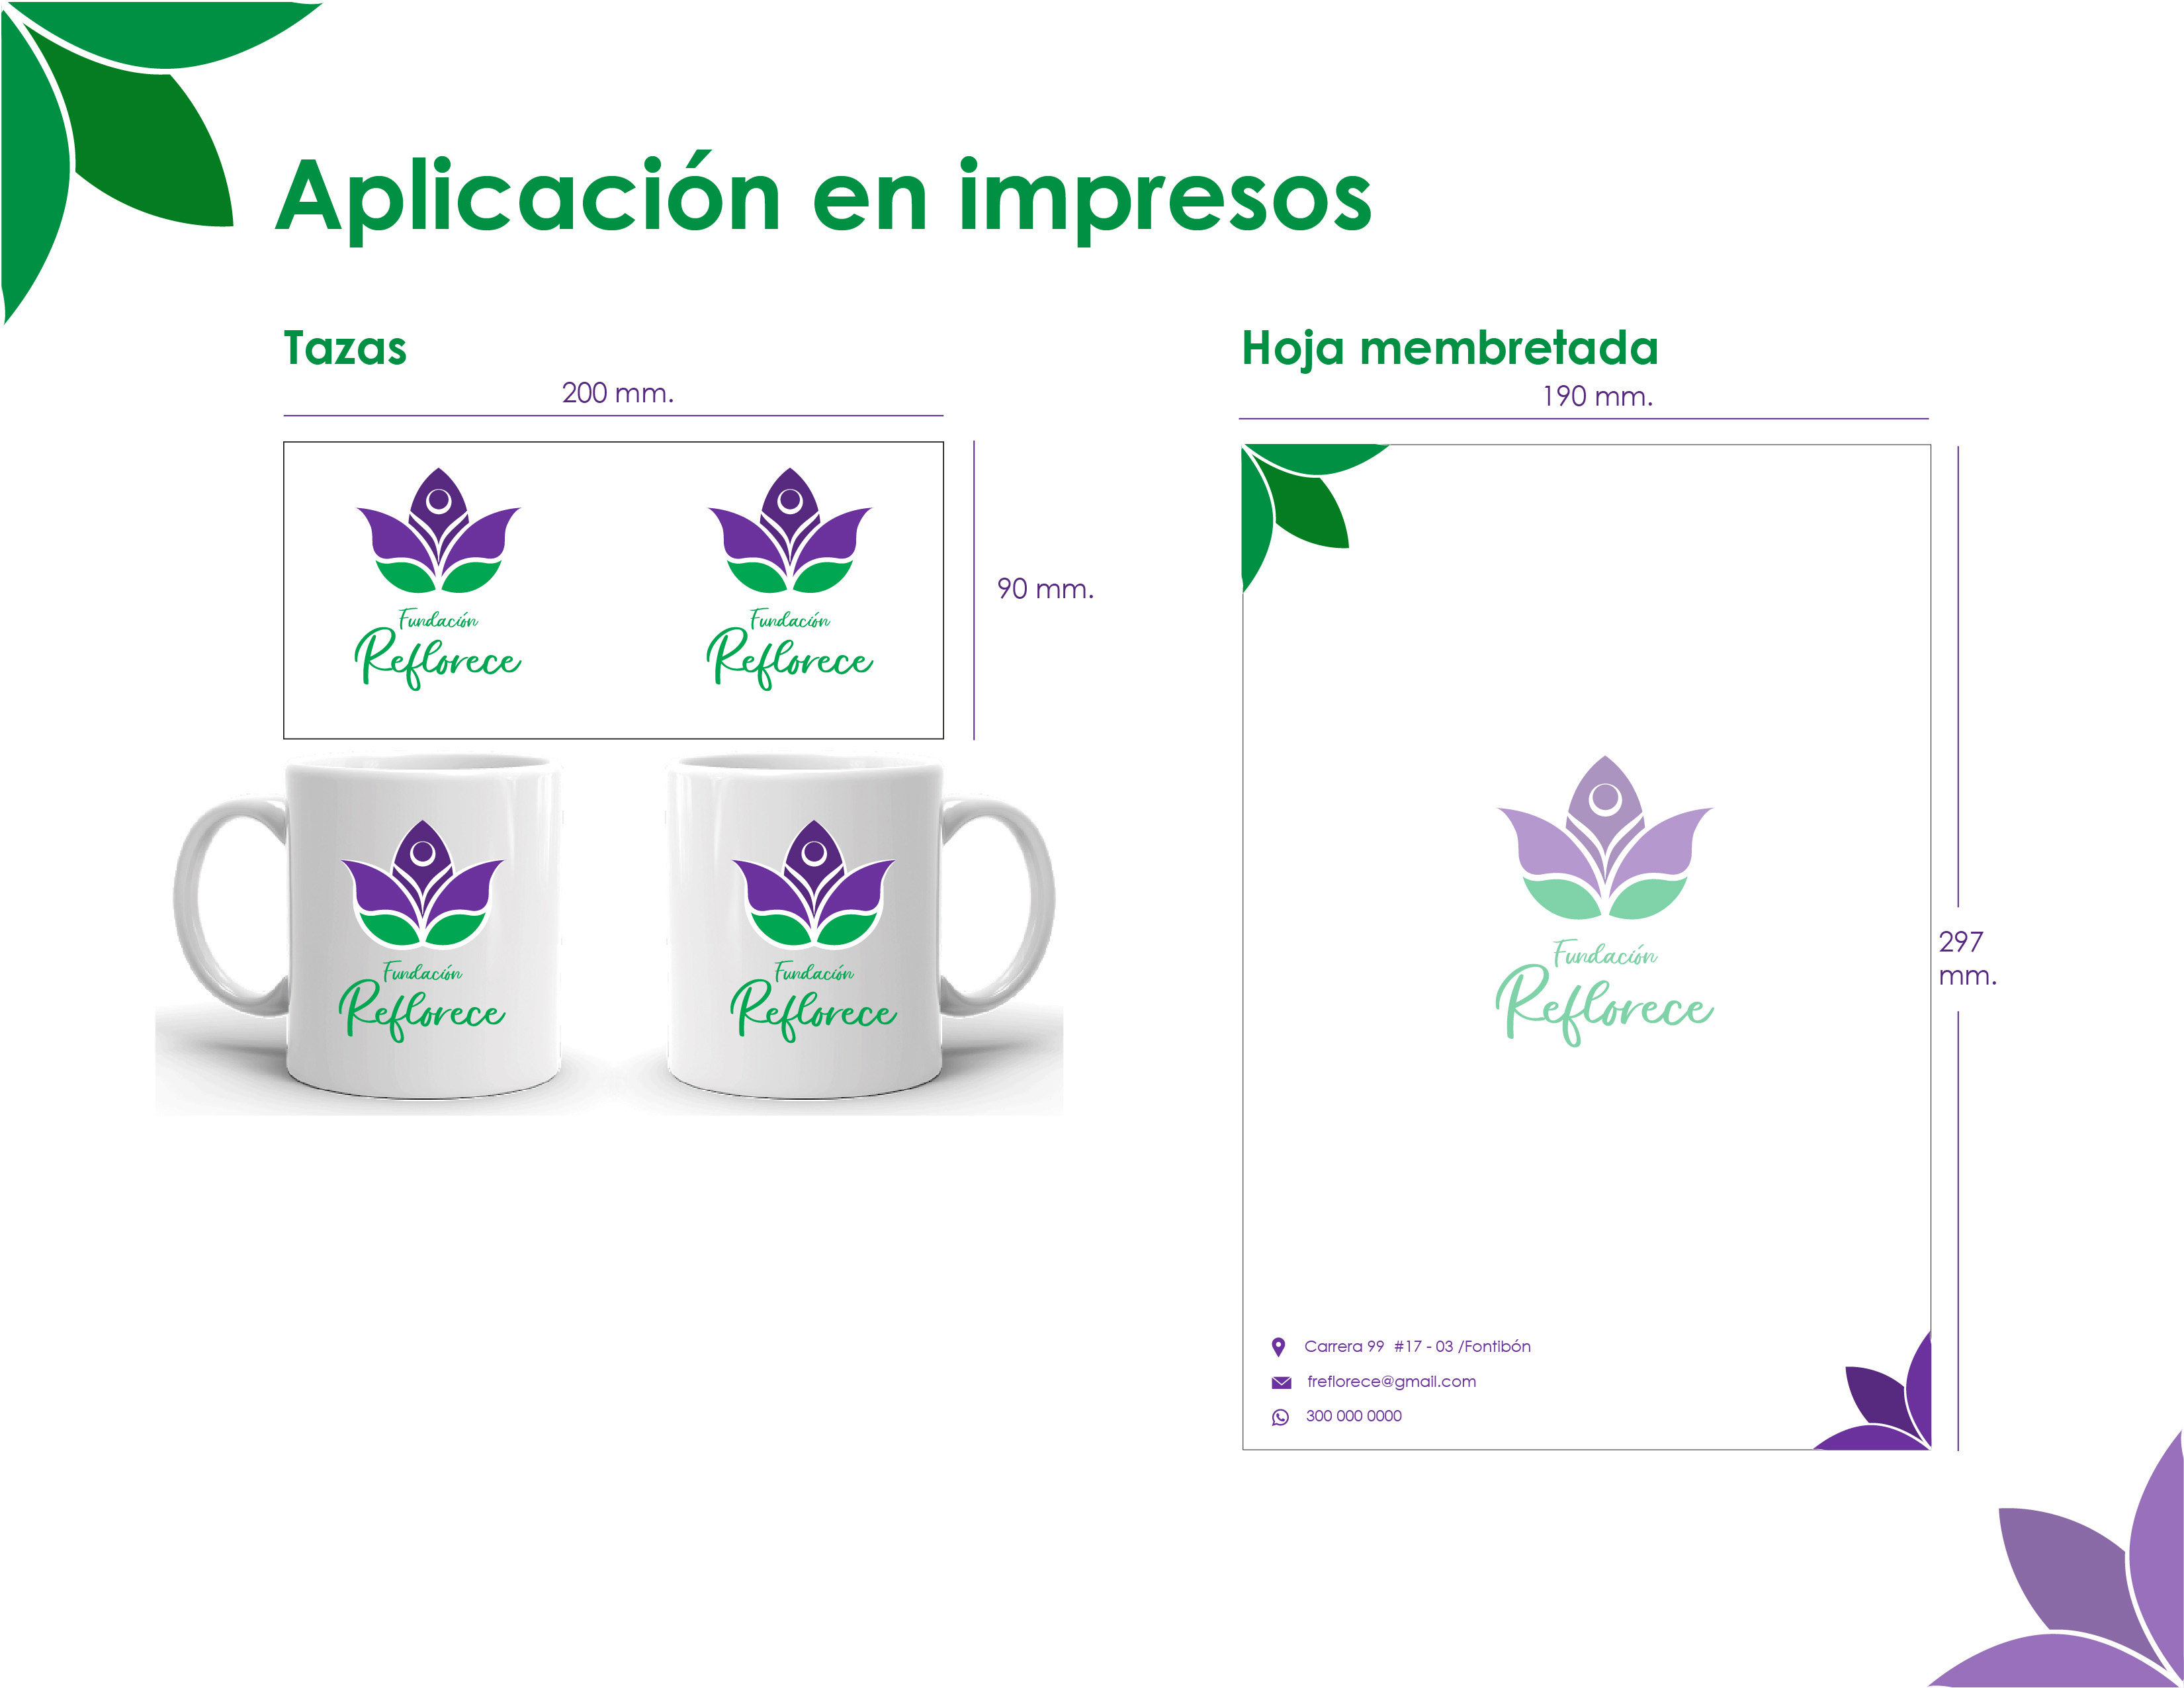 Aplicación en impresos
Tazas
200 mm.
90 mm.
Fundación
Reflorece
Fundación
Reflorece
Fundación
Reflorece
Fundación
Reflorece
Hoja membretada
190 mm.
297
mm.
Fundación
Reflorece
Carrera 99 #17 - 03 /Fontibón
freflorece@gmail.com
300 000 0000